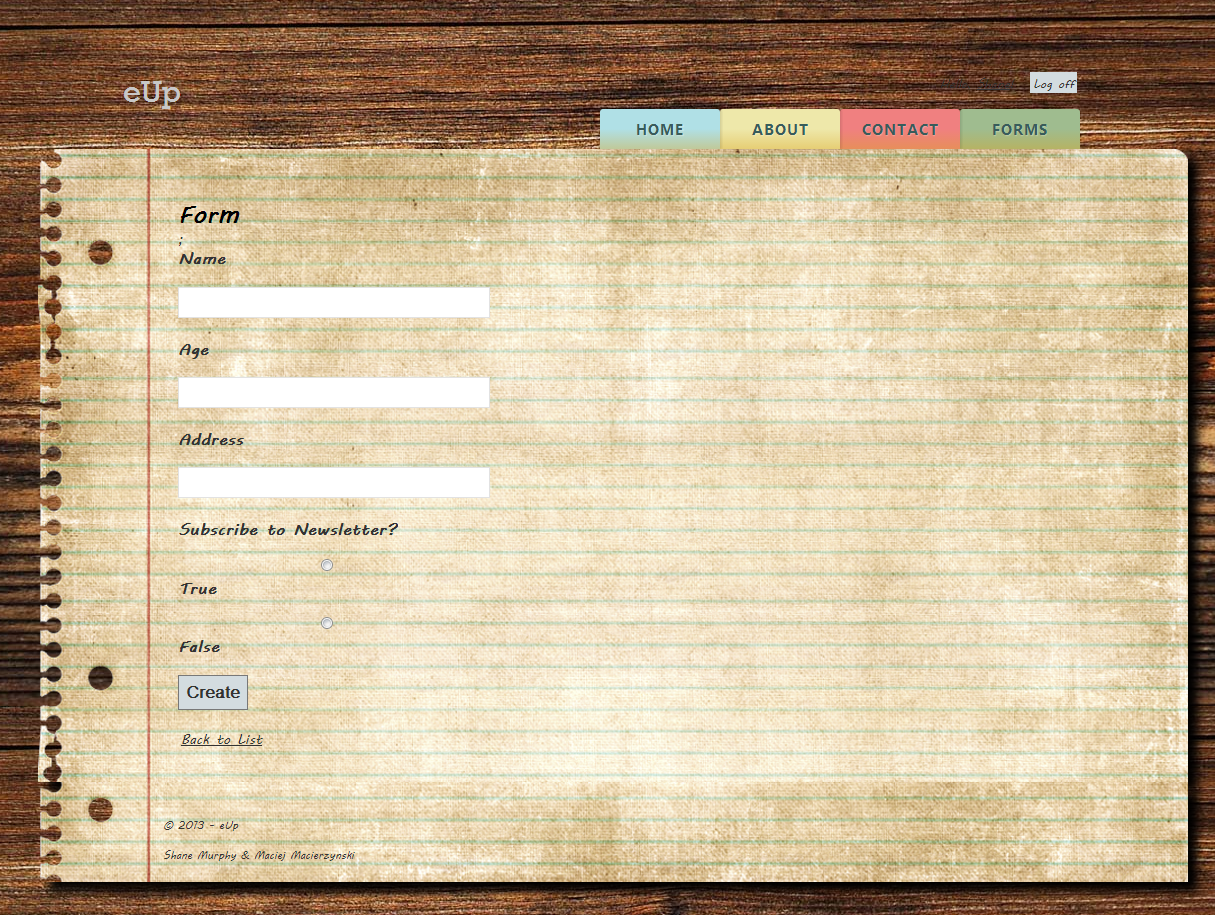 eUp
Log off
HOME ABOUT CONTACT FORMS
Form
;
Name
Age
Address
Subscribe to Newsletter?
True
False
Create
Back to List
© 2013 - eUp
Shane Murphy & Maciej Macierzynski